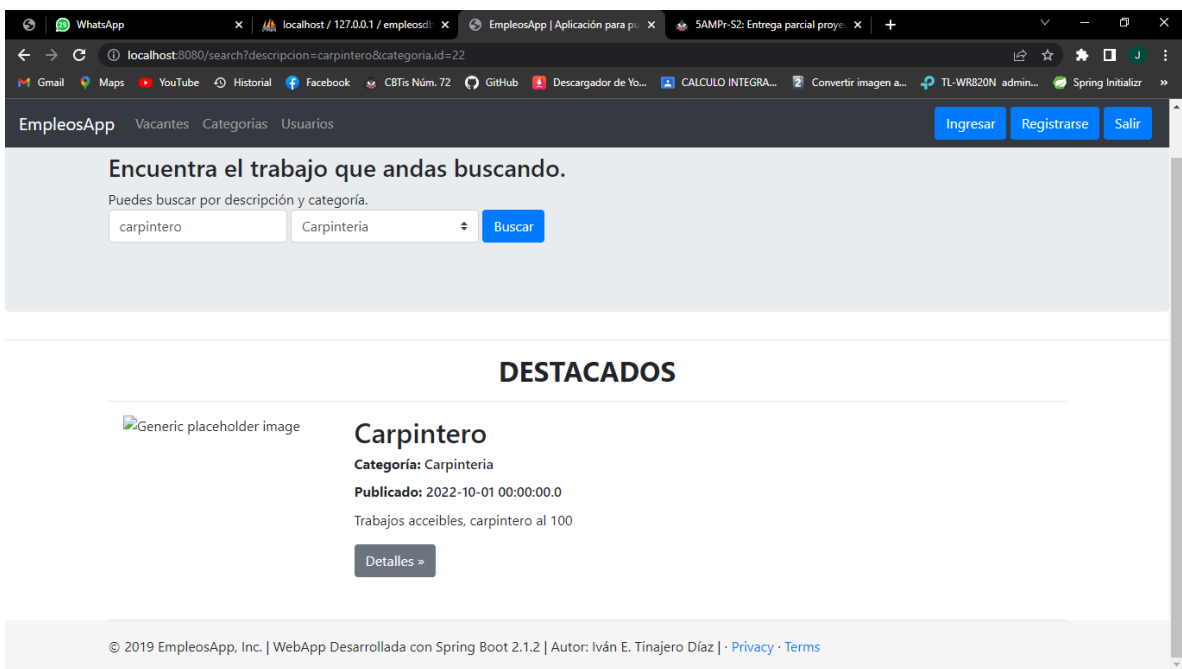 WhatsApp
localhost / 127.0.0.1 / empleosdb
EmpleosApp | Aplicación para pu
5AMPr-S2: Entrega parcial proye
localhost:8080/search?descripcion=carpintero&categoria.id=22
J
Gmail Maps YouTube Historial Facebook CBTis Núm. 72 GitHub Descargador de Yo... CALCULO INTEGRA... Convertir imagen a... TL-WR820N admin... Spring Initializr »
EmpleosApp Vacantes Categorias Usuarios Ingresar Registrarse Salir
Encuentra el trabajo que andas buscando.
Puedes buscar por descripción y categoría.
carpintero Carpinteria Buscar
DESTACADOS
Generic placeholder image
Carpintero
Categoría: Carpinteria
Publicado: 2022-10-01 00:00:00.0
Trabajos acceibles, carpintero al 100
Detalles »
© 2019 EmpleosApp, Inc. | WebApp Desarrollada con Spring Boot 2.1.2 | Autor: Iván E. Tinajero Díaz | · Privacy · Terms